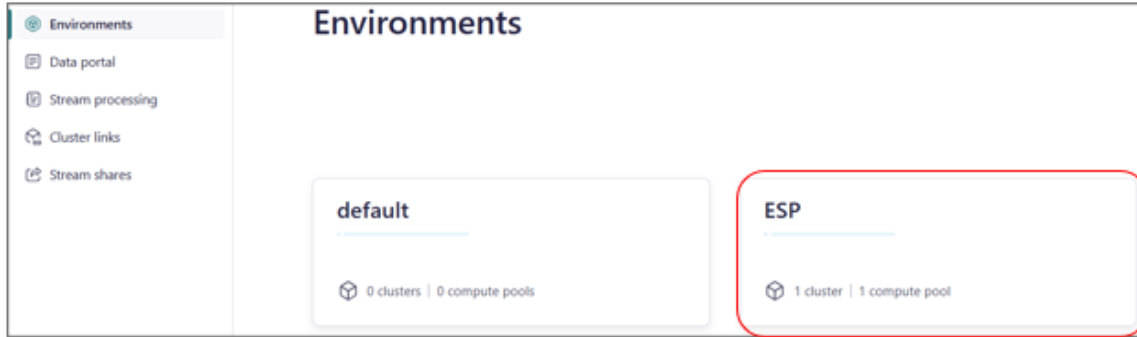 Environments
Data portal
Stream processing
Cluster links
Stream shares
Environments
default
0 clusters | 0 compute pools
ESP
1 cluster | 1 compute pool